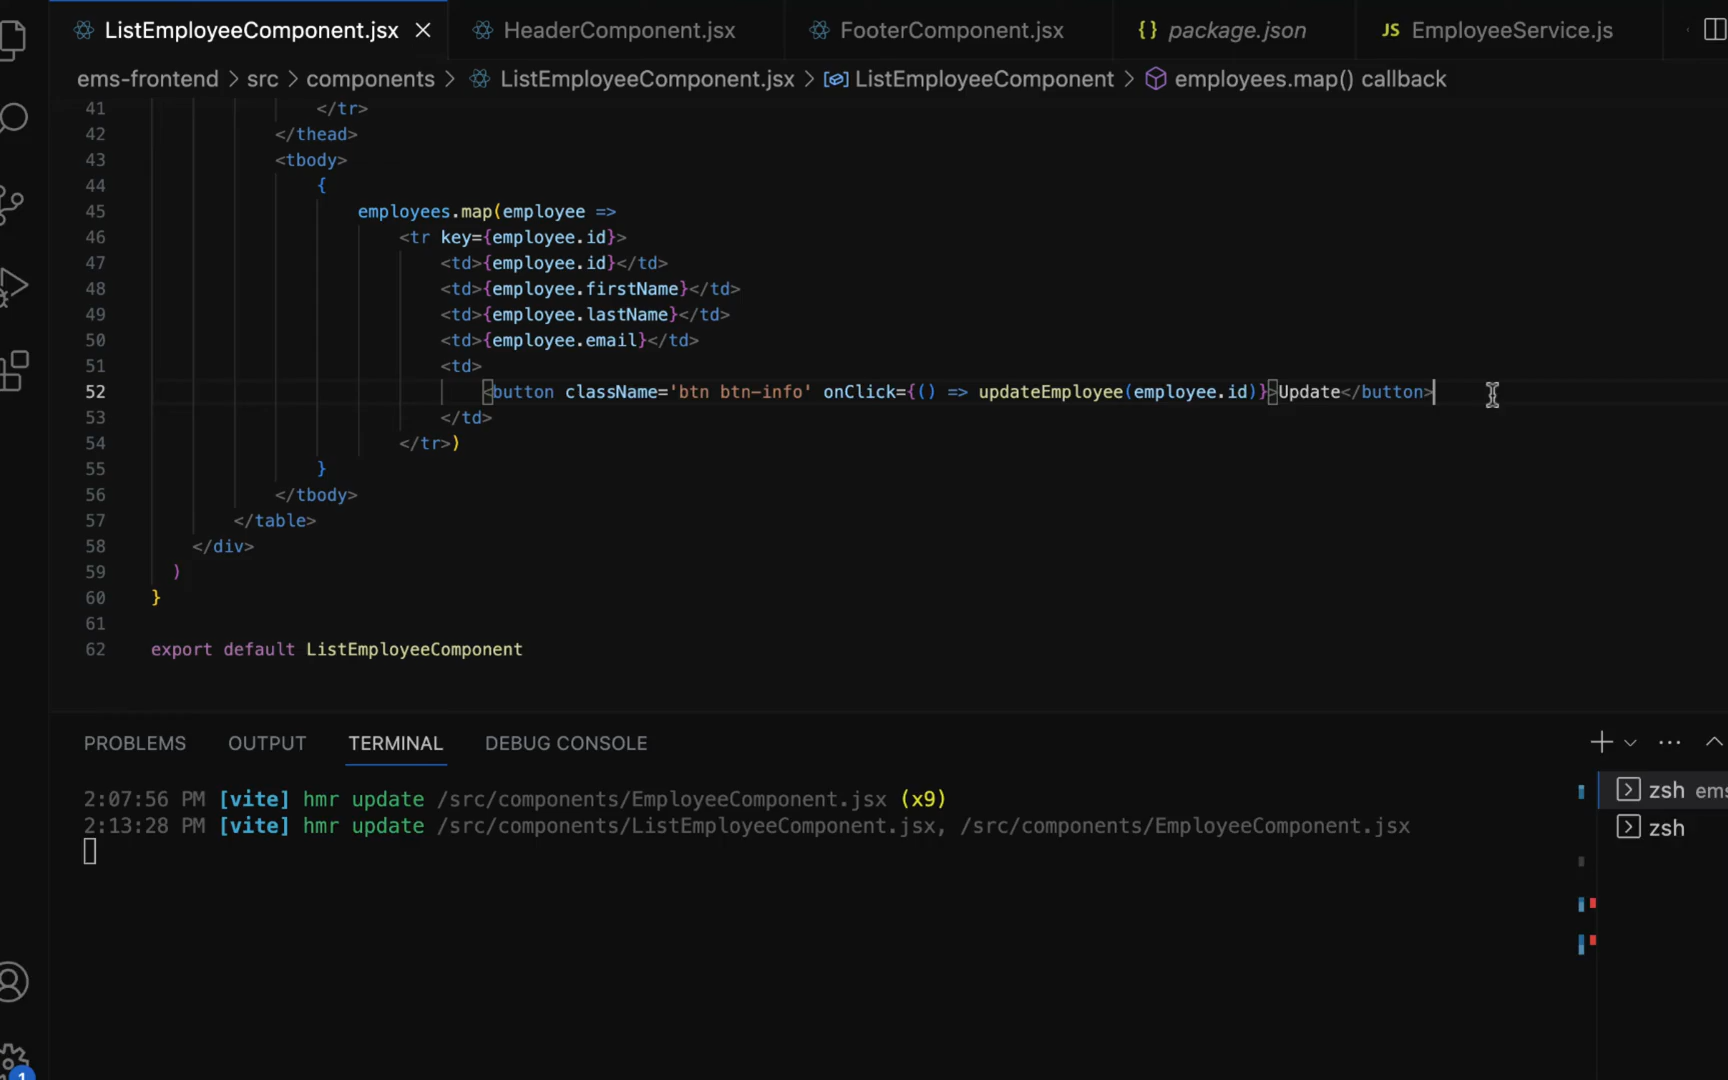 ListEmployeeComponent.jsx HeaderComponent.jsx FooterComponent.jsx {} package.json JS EmployeeService.js
ems-frontend > src > components > ListEmployeeComponent.jsx > ListEmployeeComponent > employees.map() callback
41 </tr>
42 </thead>
43 <tbody>
44 {
45 employees.map(employee =>
46 <tr key={employee.id}>
47 <td>{employee.id}</td>
48 <td>{employee.firstName}</td>
49 <td>{employee.lastName}</td>
50 <td>{employee.email}</td>
51 <td>
52 <button className='btn btn-info' onClick={() => updateEmployee(employee.id)}>Update</button>
53 </td>
54 </tr>)
55 }
56 </tbody>
57 </table>
58 </div>
59 )
60 }
61
62 export default ListEmployeeComponent
PROBLEMS OUTPUT TERMINAL DEBUG CONSOLE
2:07:56 PM [vite] hmr update /src/components/EmployeeComponent.jsx (x9)
2:13:28 PM [vite] hmr update /src/components/ListEmployeeComponent.jsx, /src/components/EmployeeComponent.jsx
zsh ems
zsh
1